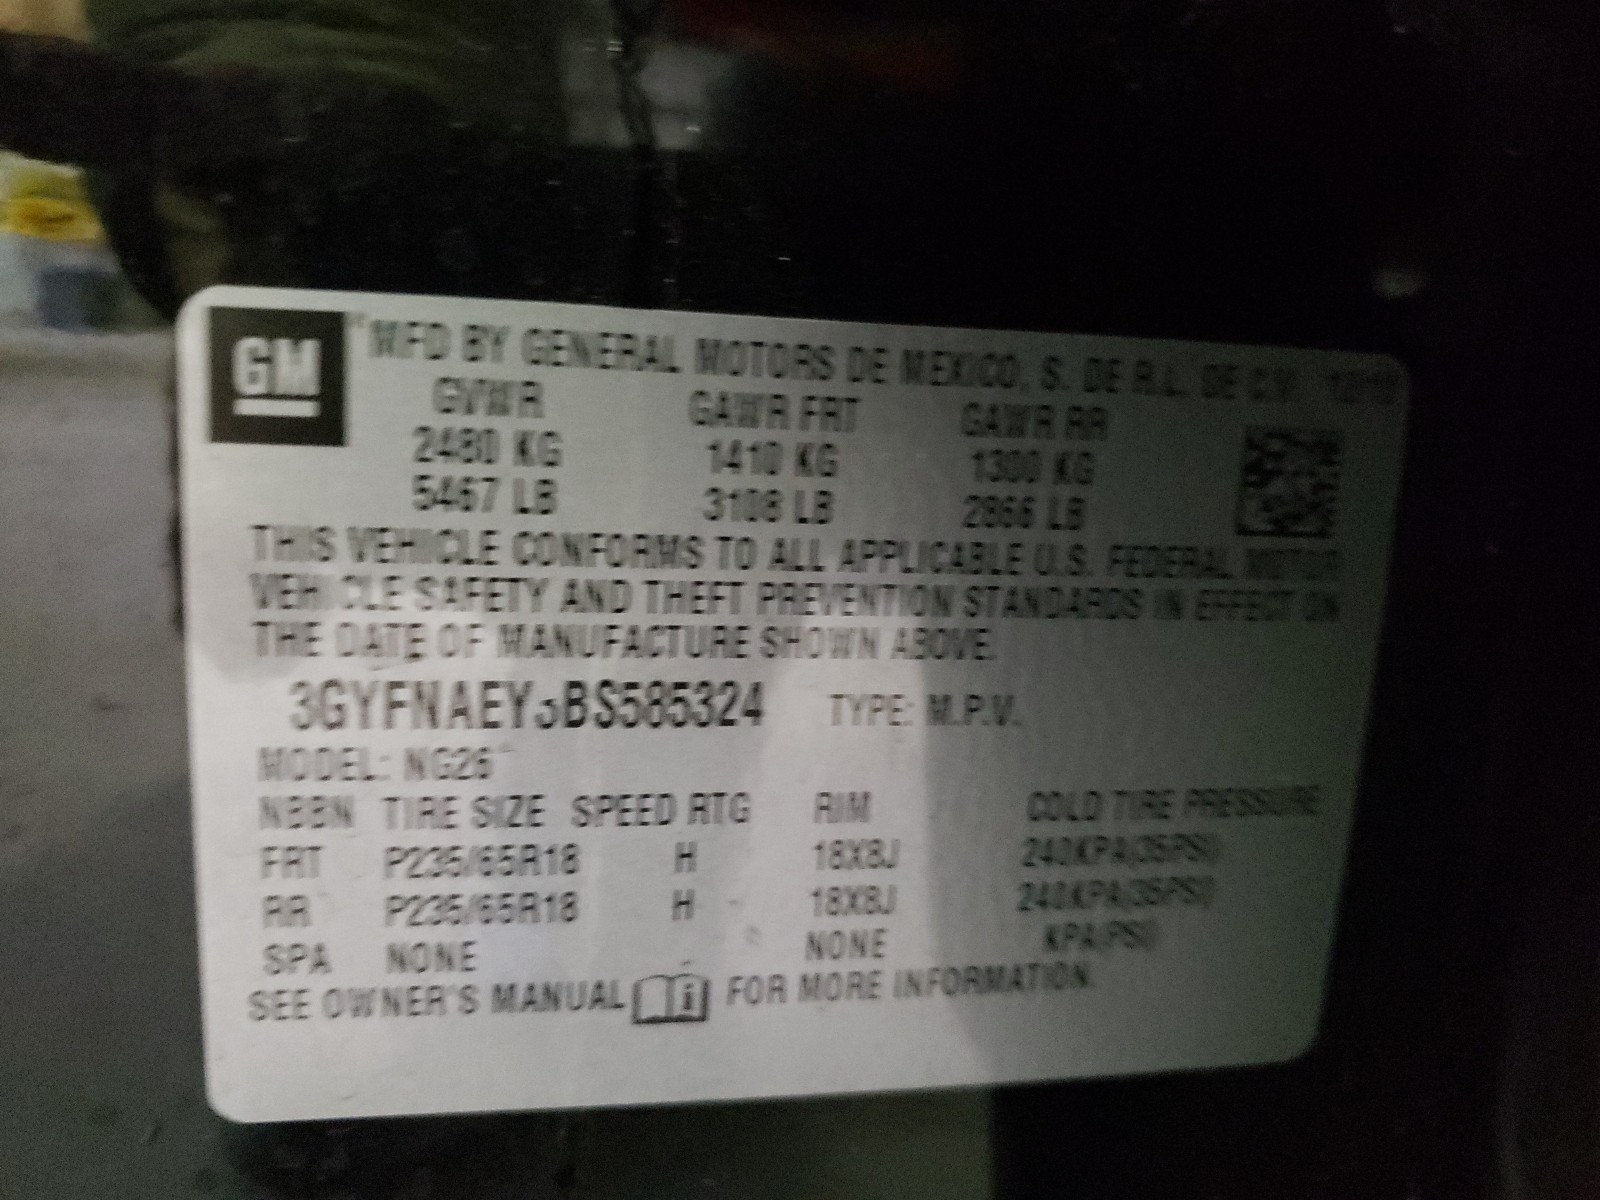 GM
MFD BY GENERAL MOTORS DE MEXICO, S. DE R.L. DE C.V. 12/10
GVWR GAWR FRT GAWR RR
2480 KG 1410 KG 1300 KG
5467 LB 3108 LB 2866 LB
THIS VEHICLE CONFORMS TO ALL APPLICABLE U.S. FEDERAL MOTOR
VEHICLE SAFETY AND THEFT PREVENTION STANDARDS IN EFFECT ON
THE DATE OF MANUFACTURE SHOWN ABOVE.
3GYFNAEY5BS585324 TYPE: M.P.V.
MODEL: NG26
NBBN TIRE SIZE SPEED RTG RIM COLD TIRE PRESSURE
FRT P235/65R18 H 18X8J 240KPA(35PSI)
RR P235/65R18 H 18X8J 240KPA(35PSI)
SPA NONE NONE KPA(PSI)
SEE OWNER'S MANUAL FOR MORE INFORMATION.